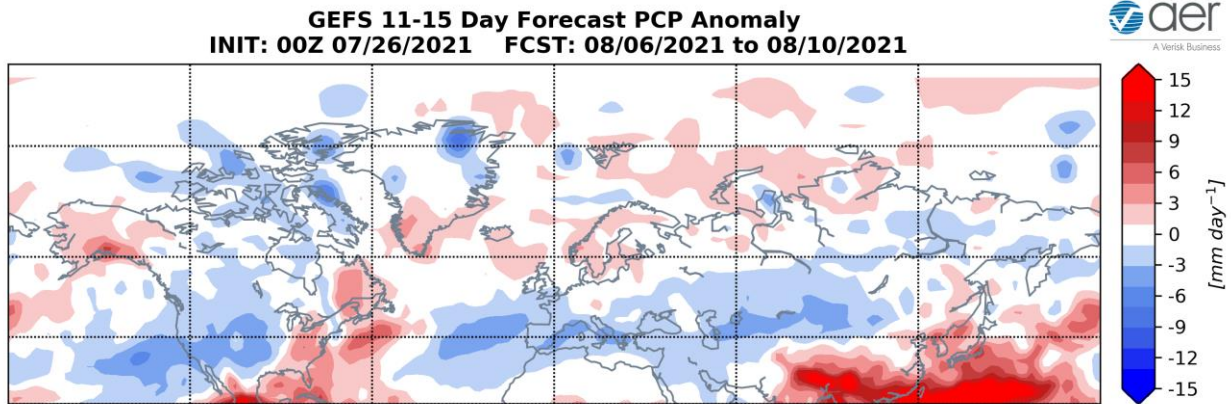 GEFS 11-15 Day Forecast PCP Anomaly
INIT: 00Z 07/26/2021 FCST: 08/06/2021 to 08/10/2021
aer
A Verisk Business
15
12
9
6
3
0
-3
-6
-9
-12
-15
[mm day⁻¹]